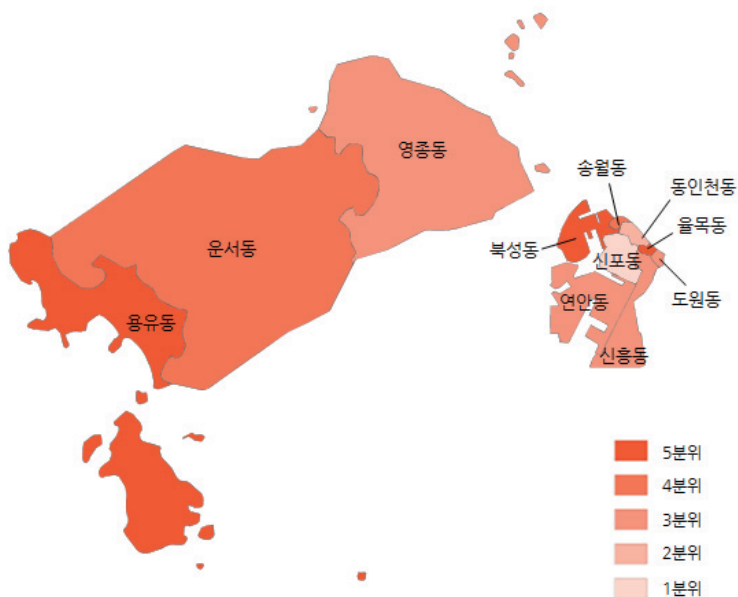 영종동
송월동
동인천동
율목동
북성동
신포동
운서동
도원동
연안동
용유동
신흥동
5분위
4분위
3분위
2분위
1분위